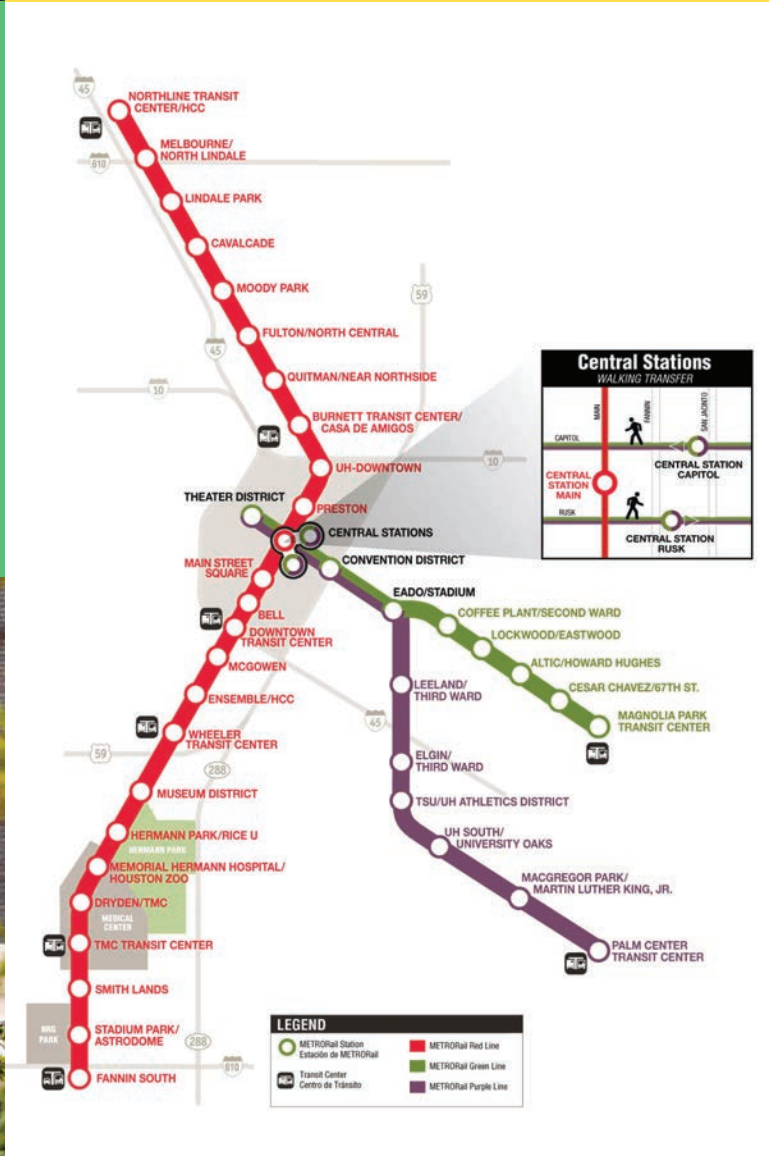 45
NORTHLINE TRANSIT
CENTER/HCC
MELBOURNE/
NORTH LINDALE
610
LINDALE PARK
CAVALCADE
MOODY PARK
59
FULTON/NORTH CENTRAL
45
QUITMAN/NEAR NORTHSIDE
10
BURNETT TRANSIT CENTER/
CASA DE AMIGOS
UH-DOWNTOWN
10
THEATER DISTRICT
PRESTON
CENTRAL STATIONS
CONVENTION DISTRICT
MAIN STREET
SQUARE
EADO/STADIUM
BELL
COFFEE PLANT/SECOND WARD
DOWNTOWN
TRANSIT CENTER
LOCKWOOD/EASTWOOD
MCGOWEN
ALTIC/HOWARD HUGHES
LEELAND/
THIRD WARD
CESAR CHAVEZ/67TH ST.
ENSEMBLE/HCC
45
MAGNOLIA PARK
TRANSIT CENTER
WHEELER
TRANSIT CENTER
59
288
ELGIN/
THIRD WARD
MUSEUM DISTRICT
TSU/UH ATHLETICS DISTRICT
HERMANN PARK/RICE U
HERMANN PARK
UH SOUTH/
UNIVERSITY OAKS
MEMORIAL HERMANN HOSPITAL/
HOUSTON ZOO
MACGREGOR PARK/
MARTIN LUTHER KING, JR.
DRYDEN/TMC
MEDICAL
CENTER
TMC TRANSIT CENTER
PALM CENTER
TRANSIT CENTER
SMITH LANDS
NRG
PARK
STADIUM PARK/
ASTRODOME
288
610
FANNIN SOUTH
Central Stations
WALKING TRANSFER
MAIN
FANNIN
SAN JACINTO
CAPITOL
CENTRAL STATION
CAPITOL
CENTRAL
STATION
MAIN
RUSK
CENTRAL STATION
RUSK
LEGEND
METRORail Station
Estación de METRORail
Transit Center
Centro de Tránsito
METRORail Red Line
METRORail Green Line
METRORail Purple Line